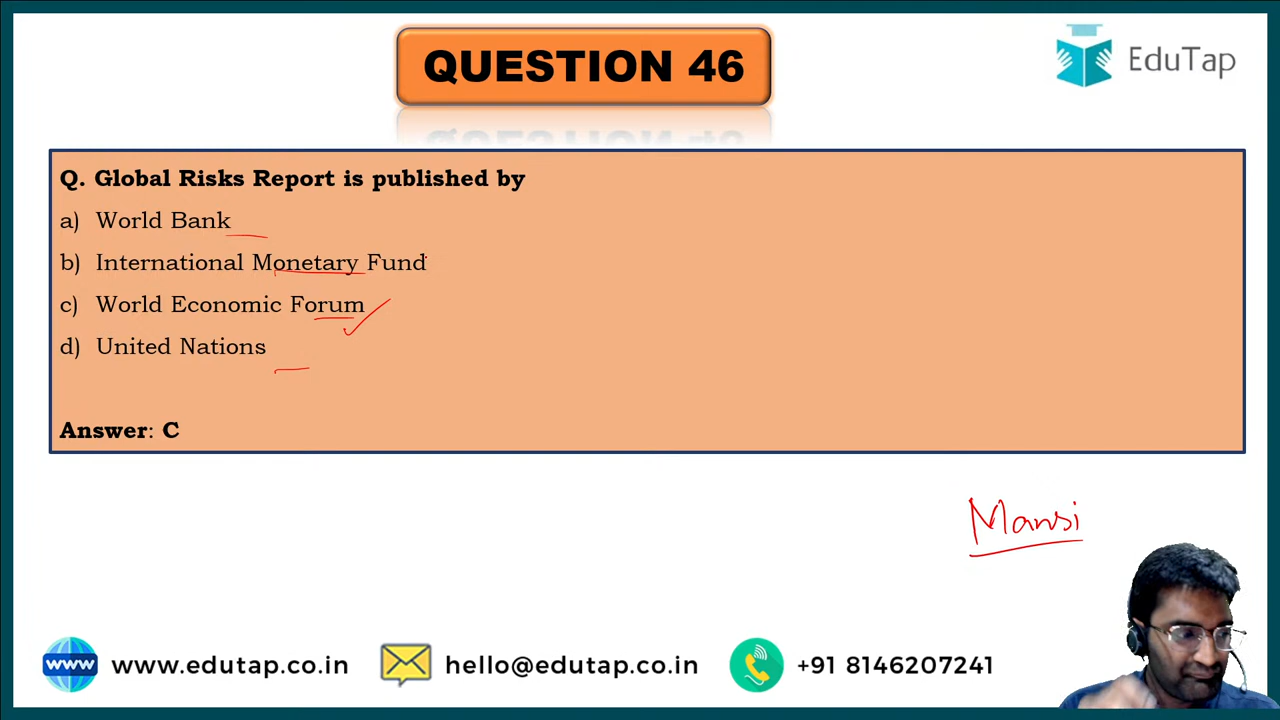 QUESTION 46
EduTap
Q. Global Risks Report is published by
a) World Bank
b) International Monetary Fund
c) World Economic Forum
d) United Nations
Answer: C
Mansi
www.edutap.co.in
hello@edutap.co.in
+91 8146207241